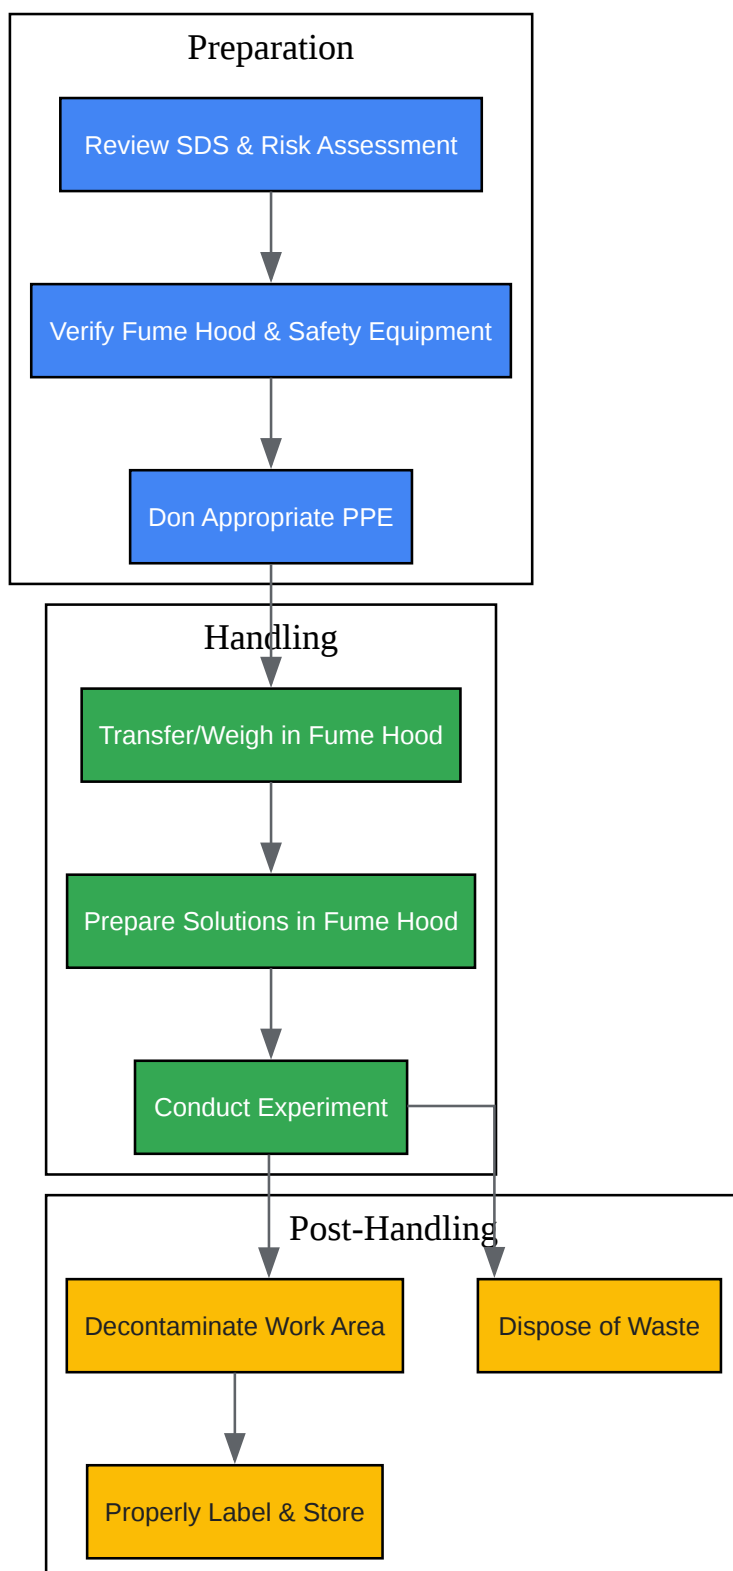 Preparation
Review SDS & Risk Assessment
Verify Fume Hood & Safety Equipment
Don Appropriate PPE
Handling
Transfer/Weigh in Fume Hood
Prepare Solutions in Fume Hood
Conduct Experiment
Post-Handling
Decontaminate Work Area
Dispose of Waste
Properly Label & Store